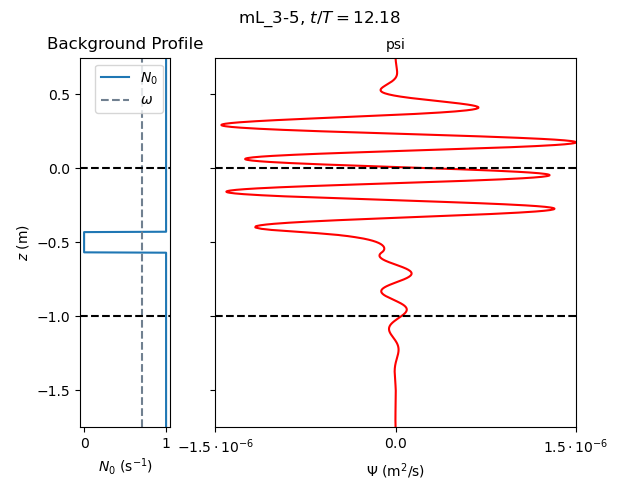 mL_3-5, t/T = 12.18
Background Profile
psi
N₀
ω
0.5
0.0
−0.5
−1.0
−1.5
z (m)
0
1
N₀ (s⁻¹)
−1.5 · 10⁻⁶
0.0
1.5 · 10⁻⁶
Ψ (m²/s)